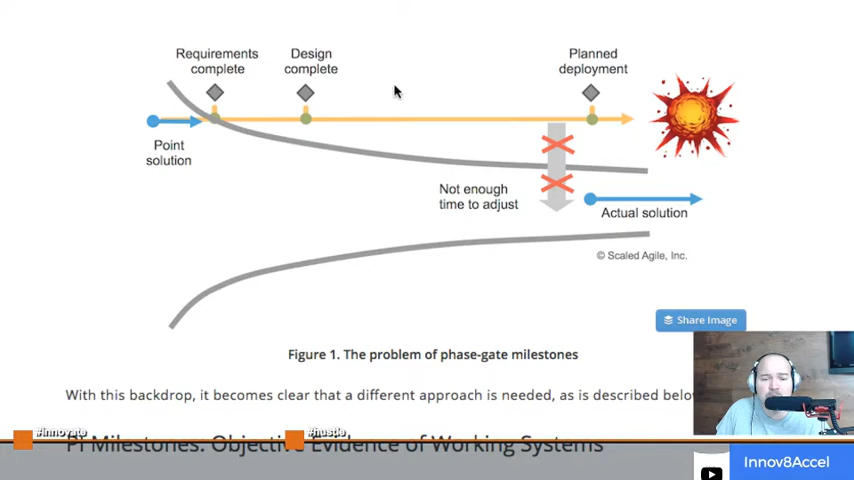 Requirements
complete
Design
complete
Planned
deployment
Point
solution
Not enough
time to adjust
Actual solution
© Scaled Agile, Inc.
Share Image
Figure 1. The problem of phase-gate milestones
With this backdrop, it becomes clear that a different approach is needed, as is described below
#innovate
#hustle
PI Milestones: Objective Evidence of Working Systems
Innov8Accel